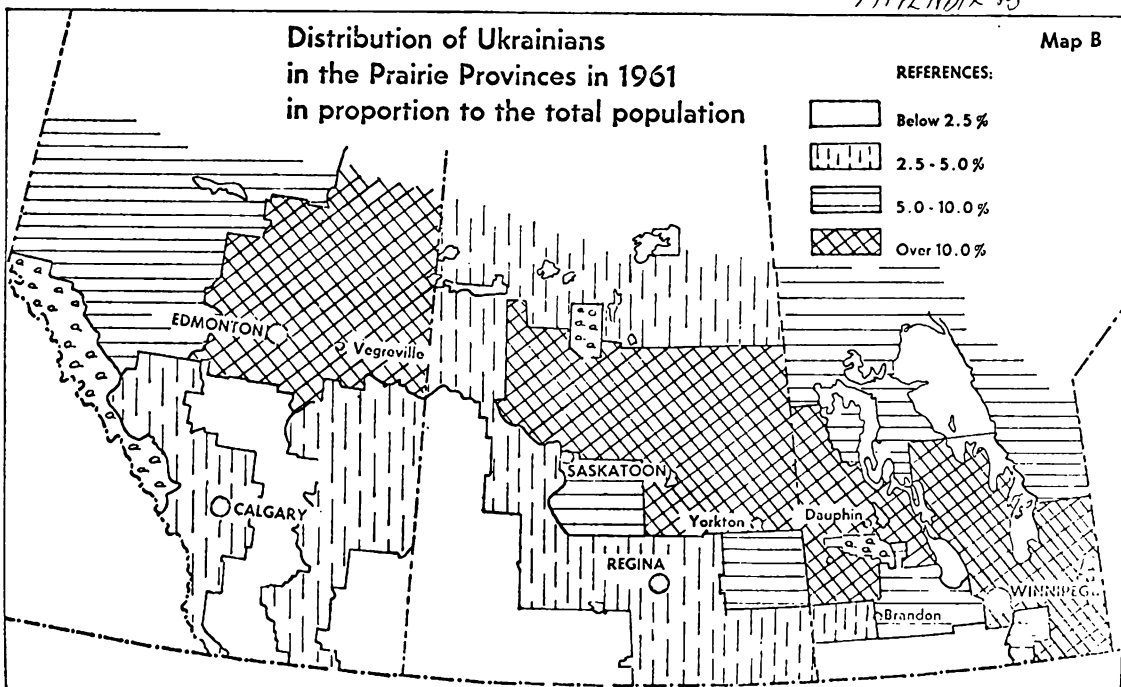 Distribution of Ukrainians
in the Prairie Provinces in 1961
in proportion to the total population
Map B
REFERENCES:
Below 2.5 %
2.5 - 5.0 %
5.0 - 10.0 %
Over 10.0 %
EDMONTON
Vegreville
SASKATOON
CALGARY
Yorkton
Dauphin
REGINA
WINNIPEG
Brandon